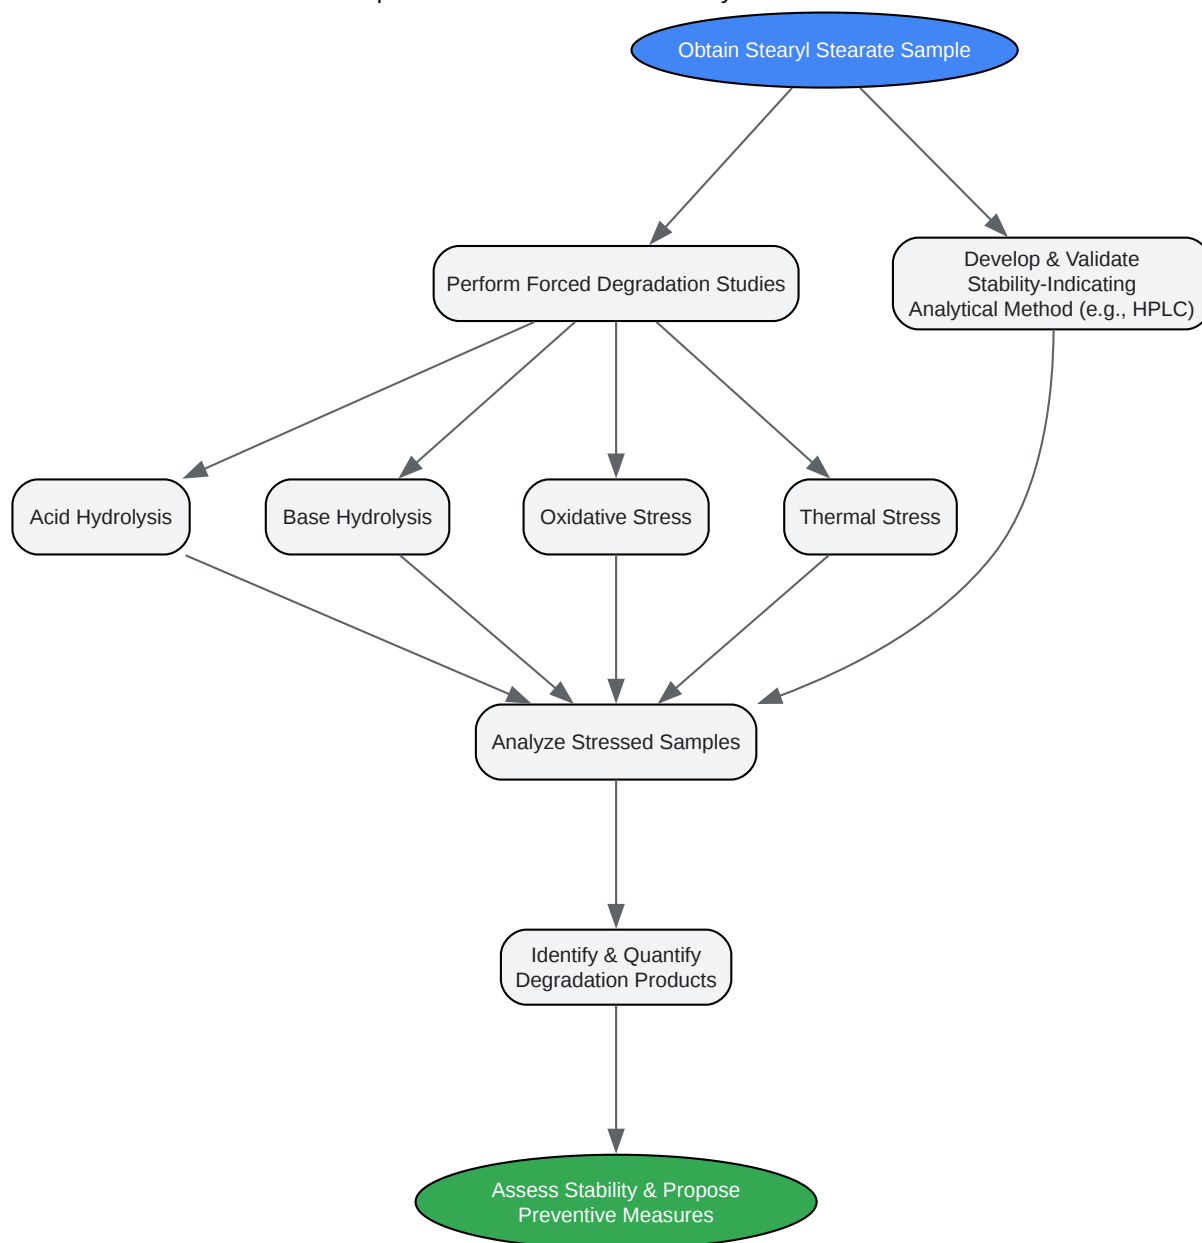 Obtain Stearyl Stearate Sample
Perform Forced Degradation Studies
Develop & Validate
Stability-Indicating
Analytical Method (e.g., HPLC)
Acid Hydrolysis
Base Hydrolysis
Oxidative Stress
Thermal Stress
Analyze Stressed Samples
Identify & Quantify
Degradation Products
Assess Stability & Propose
Preventive Measures